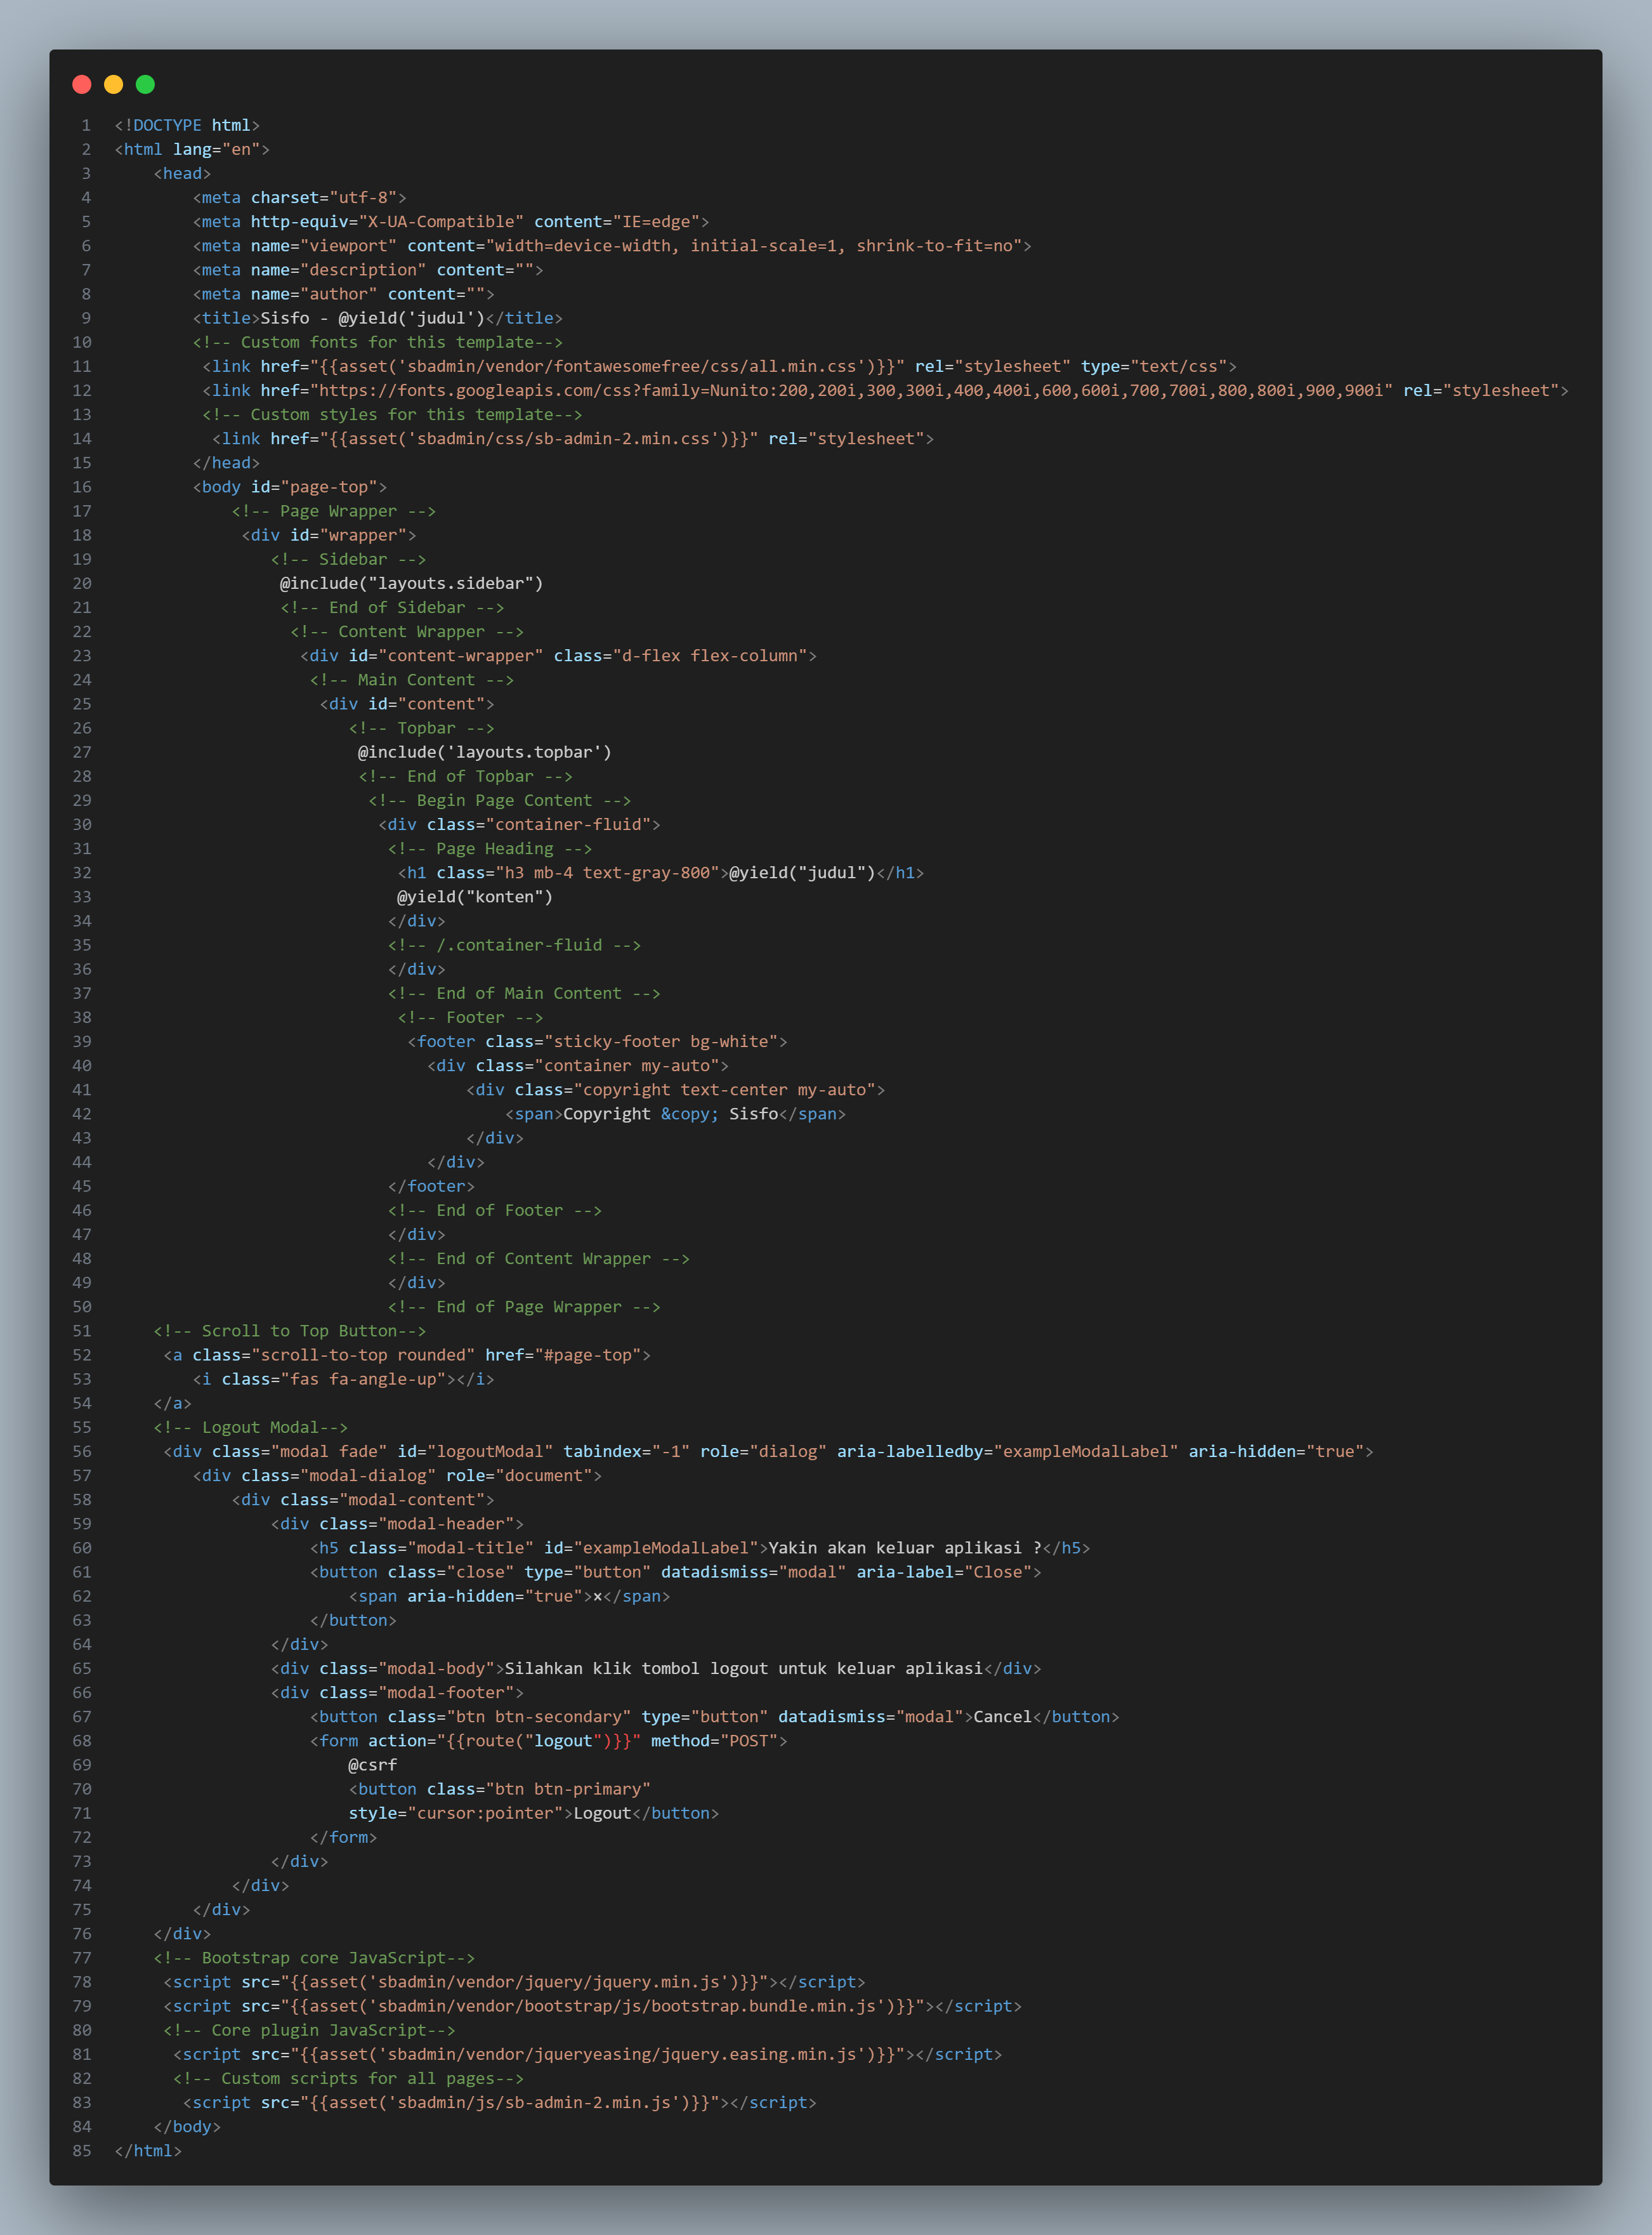 1 <!DOCTYPE html>
2 <html lang="en">
3     <head>
4         <meta charset="utf-8">
5         <meta http-equiv="X-UA-Compatible" content="IE=edge">
6         <meta name="viewport" content="width=device-width, initial-scale=1, shrink-to-fit=no">
7         <meta name="description" content="">
8         <meta name="author" content="">
9         <title>Sisfo - @yield('judul')</title>
10         <!-- Custom fonts for this template-->
11          <link href="{{asset('sbadmin/vendor/fontawesomefree/css/all.min.css')}}" rel="stylesheet" type="text/css">
12          <link href="https://fonts.googleapis.com/css?family=Nunito:200,200i,300,300i,400,400i,600,600i,700,700i,800,800i,900,900i" rel="stylesheet">
13          <!-- Custom styles for this template-->
14           <link href="{{asset('sbadmin/css/sb-admin-2.min.css')}}" rel="stylesheet">
15         </head>
16         <body id="page-top">
17             <!-- Page Wrapper -->
18              <div id="wrapper">
19                 <!-- Sidebar -->
20                  @include("layouts.sidebar")
21                  <!-- End of Sidebar -->
22                   <!-- Content Wrapper -->
23                    <div id="content-wrapper" class="d-flex flex-column">
24                     <!-- Main Content -->
25                      <div id="content">
26                         <!-- Topbar -->
27                          @include('layouts.topbar')
28                          <!-- End of Topbar -->
29                           <!-- Begin Page Content -->
30                            <div class="container-fluid">
31                             <!-- Page Heading -->
32                              <h1 class="h3 mb-4 text-gray-800">@yield("judul")</h1>
33                              @yield("konten")
34                             </div>
35                             <!-- /.container-fluid -->
36                             </div>
37                             <!-- End of Main Content -->
38                              <!-- Footer -->
39                               <footer class="sticky-footer bg-white">
40                                 <div class="container my-auto">
41                                     <div class="copyright text-center my-auto">
42                                         <span>Copyright &copy; Sisfo</span>
43                                     </div>
44                                 </div>
45                             </footer>
46                             <!-- End of Footer -->
47                             </div>
48                             <!-- End of Content Wrapper -->
49                             </div>
50                             <!-- End of Page Wrapper -->
51     <!-- Scroll to Top Button-->
52      <a class="scroll-to-top rounded" href="#page-top">
53         <i class="fas fa-angle-up"></i>
54     </a>
55     <!-- Logout Modal-->
56      <div class="modal fade" id="logoutModal" tabindex="-1" role="dialog" aria-labelledby="exampleModalLabel" aria-hidden="true">
57         <div class="modal-dialog" role="document">
58             <div class="modal-content">
59                 <div class="modal-header">
60                     <h5 class="modal-title" id="exampleModalLabel">Yakin akan keluar aplikasi ?</h5>
61                     <button class="close" type="button" datadismiss="modal" aria-label="Close">
62                         <span aria-hidden="true">×</span>
63                     </button>
64                 </div>
65                 <div class="modal-body">Silahkan klik tombol logout untuk keluar aplikasi</div>
66                 <div class="modal-footer">
67                     <button class="btn btn-secondary" type="button" datadismiss="modal">Cancel</button>
68                     <form action="{{route("logout")}}" method="POST">
69                         @csrf
70                         <button class="btn btn-primary"
71                         style="cursor:pointer">Logout</button>
72                     </form>
73                 </div>
74             </div>
75         </div>
76     </div>
77     <!-- Bootstrap core JavaScript-->
78      <script src="{{asset('sbadmin/vendor/jquery/jquery.min.js')}}"></script>
79      <script src="{{asset('sbadmin/vendor/bootstrap/js/bootstrap.bundle.min.js')}}"></script>
80      <!-- Core plugin JavaScript-->
81       <script src="{{asset('sbadmin/vendor/jqueryeasing/jquery.easing.min.js')}}"></script>
82       <!-- Custom scripts for all pages-->
83        <script src="{{asset('sbadmin/js/sb-admin-2.min.js')}}"></script>
84     </body>
85 </html>